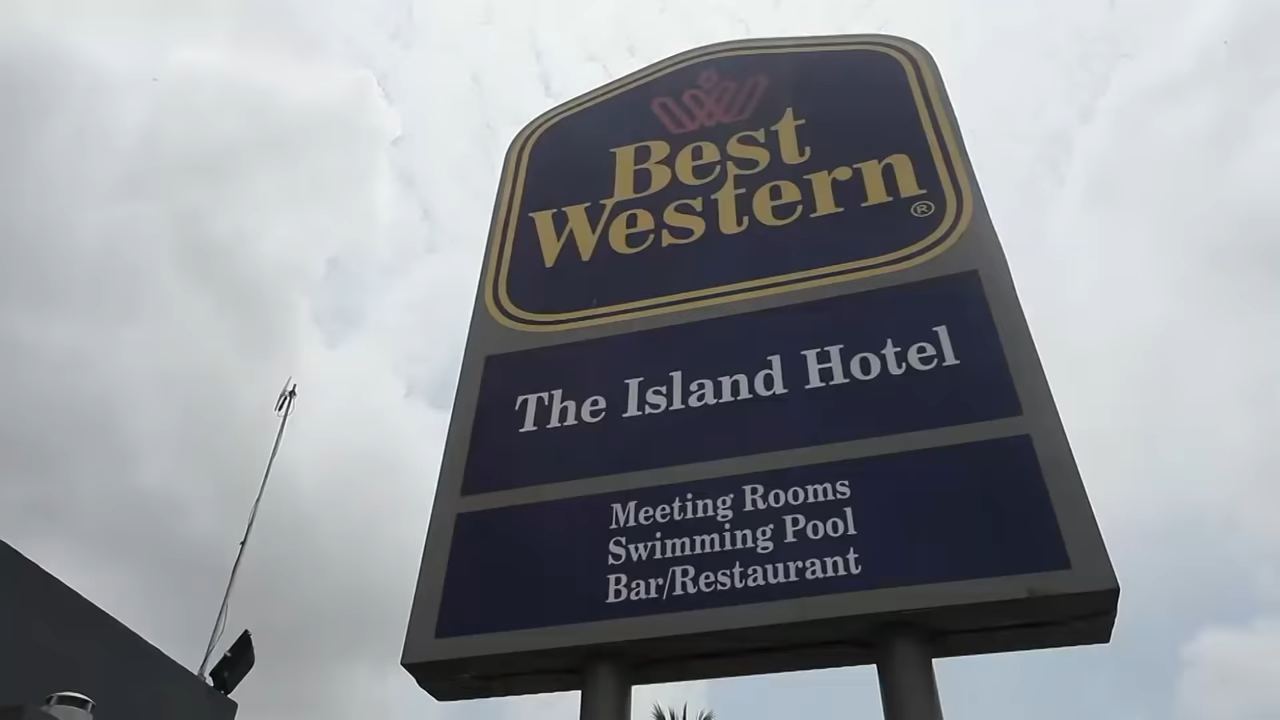 Best
Western
®
The Island Hotel
Meeting Rooms
Swimming Pool
Bar/Restaurant